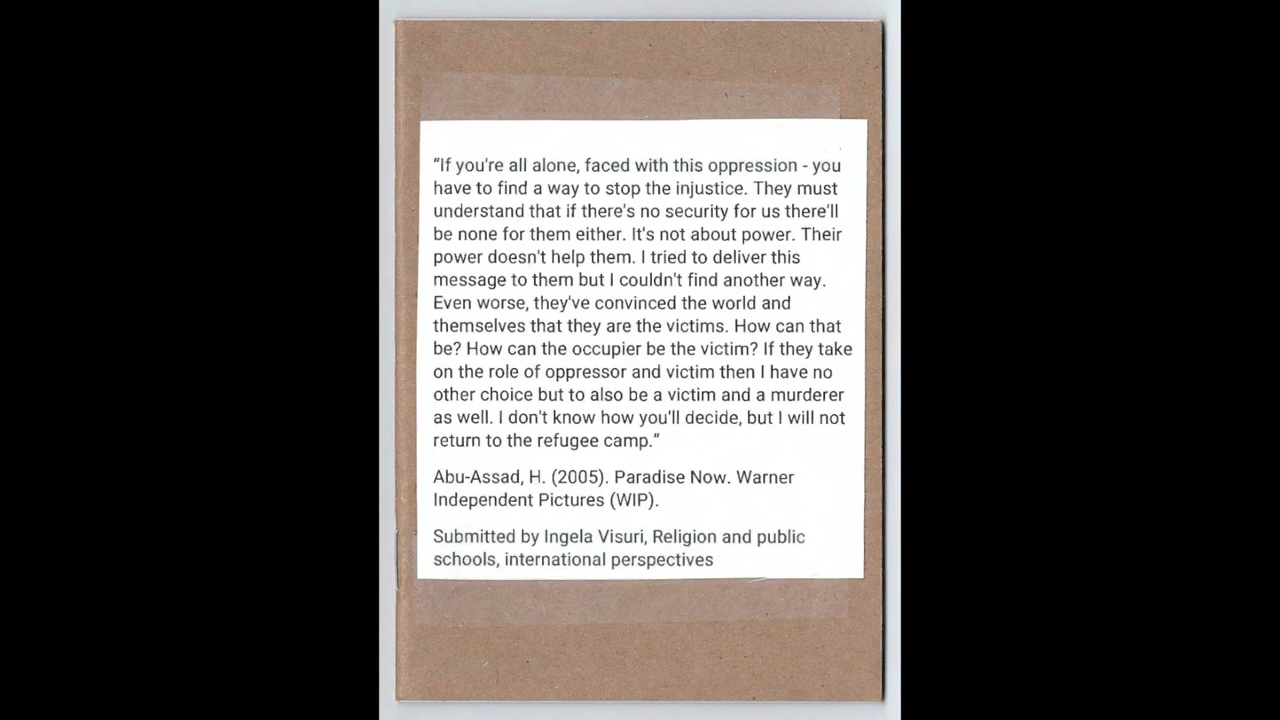 “If you're all alone, faced with this oppression - you
have to find a way to stop the injustice. They must
understand that if there's no security for us there'll
be none for them either. It's not about power. Their
power doesn't help them. I tried to deliver this
message to them but I couldn't find another way.
Even worse, they've convinced the world and
themselves that they are the victims. How can that
be? How can the occupier be the victim? If they take
on the role of oppressor and victim then I have no
other choice but to also be a victim and a murderer
as well. I don't know how you'll decide, but I will not
return to the refugee camp.”
Abu-Assad, H. (2005). Paradise Now. Warner
Independent Pictures (WIP).
Submitted by Ingela Visuri, Religion and public
schools, international perspectives